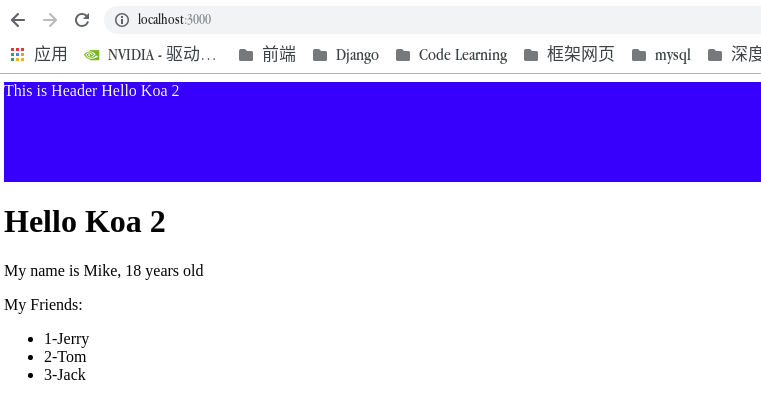 localhost:3000
应用 NVIDIA - 驱动... 前端 Django Code Learning 框架网页 mysql 深度
This is Header Hello Koa 2
Hello Koa 2
My name is Mike, 18 years old
My Friends:
1-Jerry
2-Tom
3-Jack